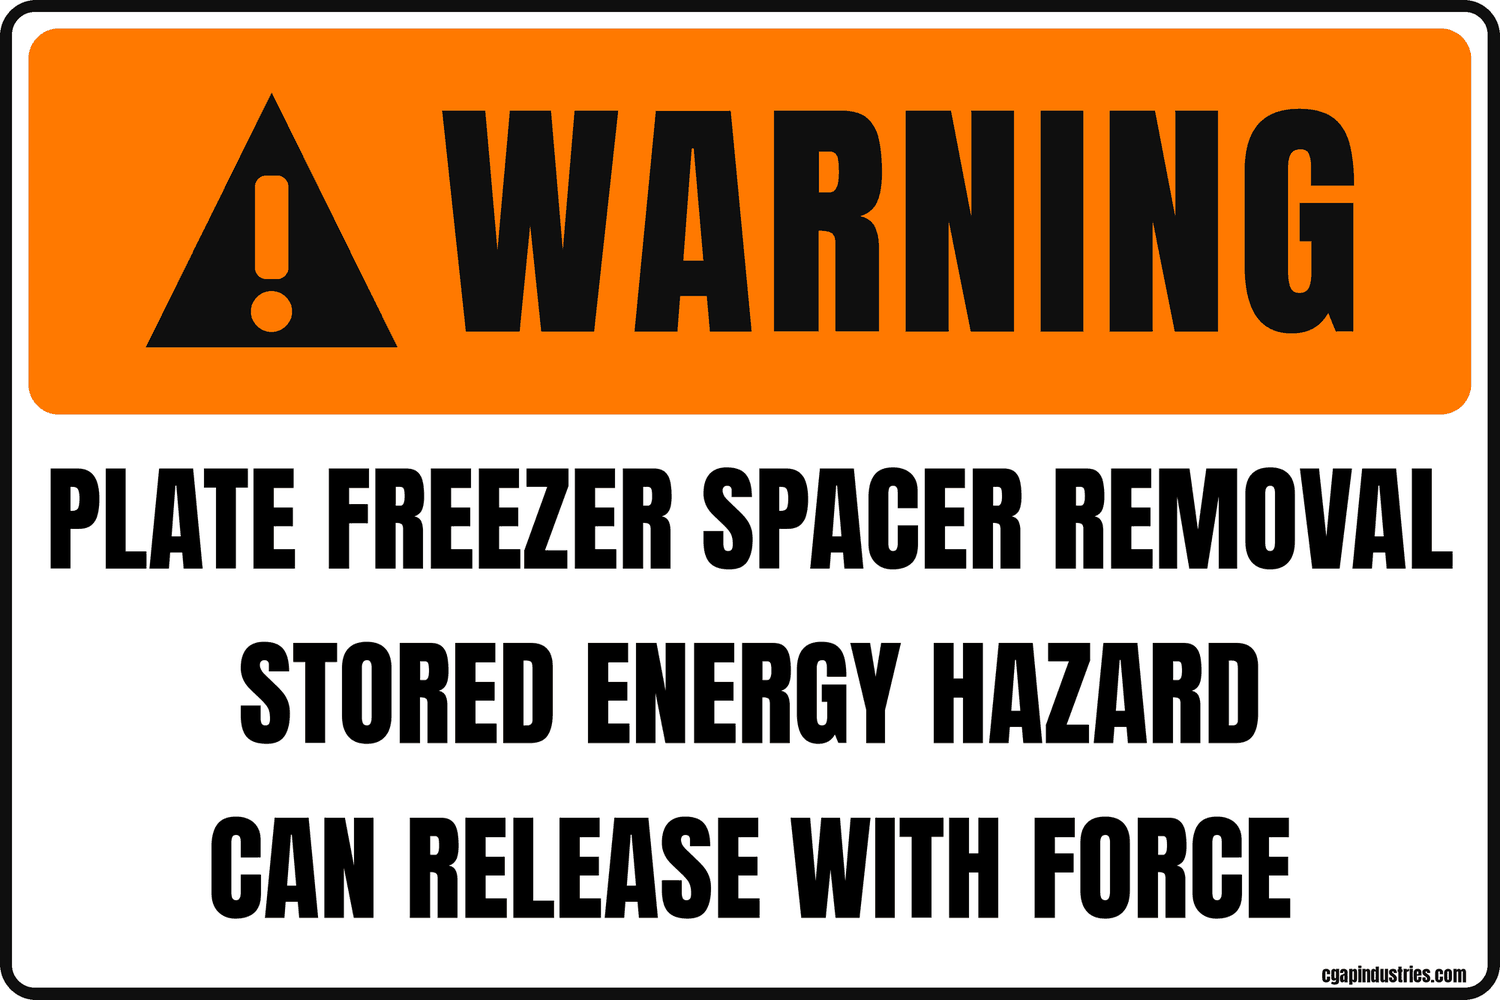 WARNING
PLATE FREEZER SPACER REMOVAL
STORED ENERGY HAZARD
CAN RELEASE WITH FORCE
cgapindustries.com